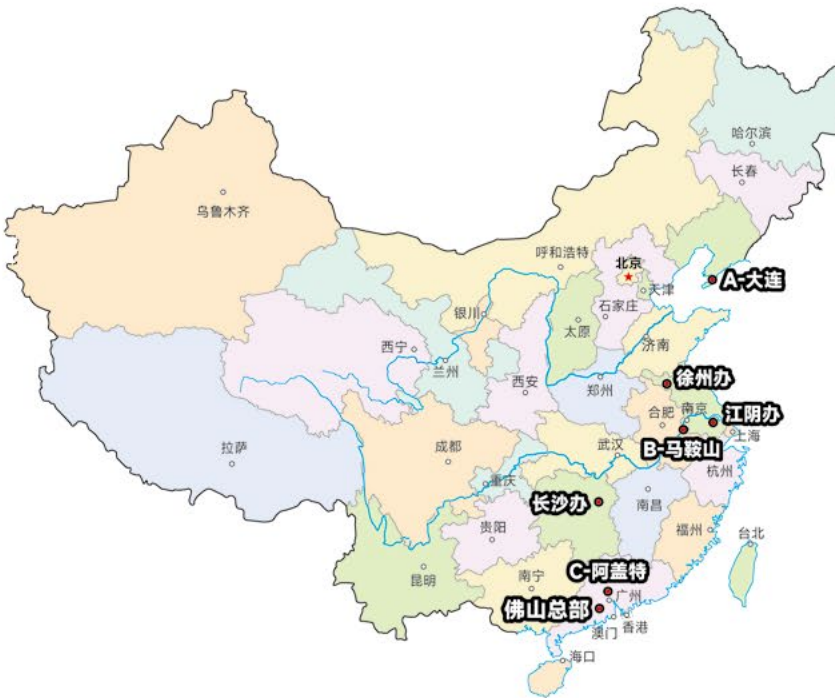 哈尔滨
长春
乌鲁木齐
呼和浩特
北京
A-大连
天津
银川
石家庄
太原
济南
西宁
兰州
西安
郑州
徐州办
合肥
南京
江阴办
上海
B-马鞍山
武汉
拉萨
成都
杭州
重庆
长沙办
南昌
贵阳
福州
台北
昆明
南宁
C-阿盖特
广州
佛山总部
澳门
香港
海口